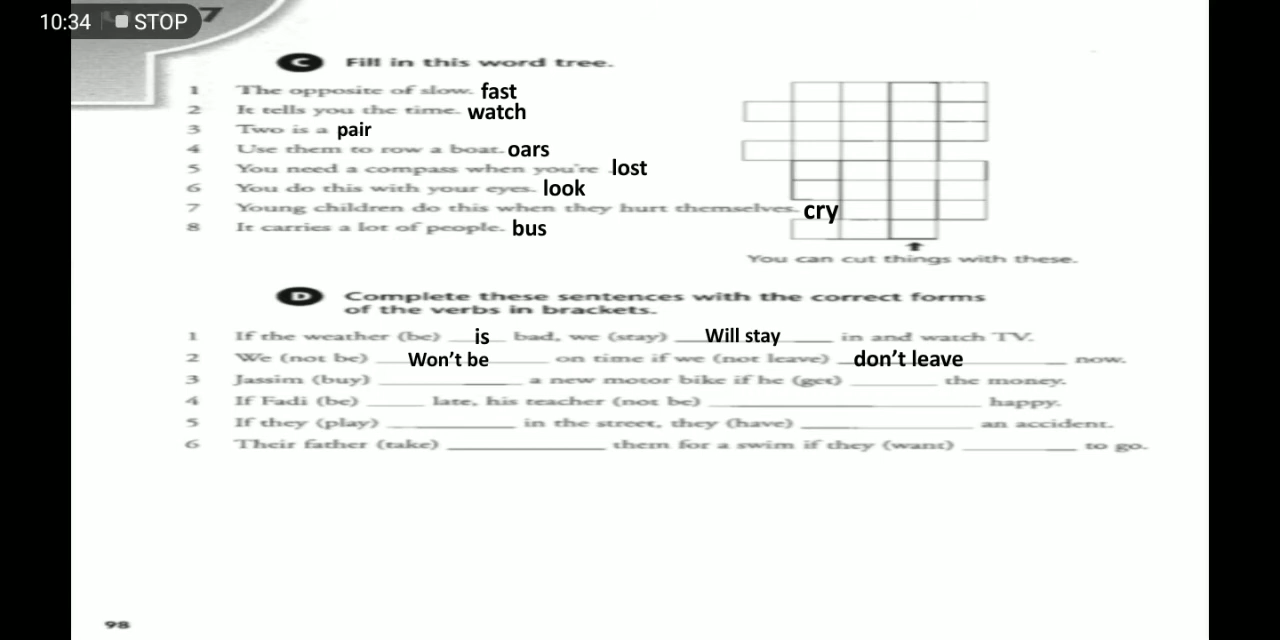 10:34 STOP
7
C Fill in this word tree.
1 The opposite of slow. fast
2 It tells you the time. watch
3 Two is a pair
4 Use them to row a boat. oars
5 You need a compass when you're lost
6 You do this with your eyes. look
7 Young children do this when they hurt themselves. cry
8 It carries a lot of people. bus
You can cut things with these.
D Complete these sentences with the correct forms
of the verbs in brackets.
1 If the weather (be) is bad, we (stay) Will stay in and watch TV.
2 We (not be) Won't be on time if we (not leave) don't leave now.
3 Jassim (buy) ________ a new motor bike if he (get) ________ the money.
4 If Fadi (be) ________ late, his teacher (not be) ________ happy.
5 If they (play) ________ in the street, they (have) ________ an accident.
6 Their father (take) ________ them for a swim if they (want) ________ to go.
98